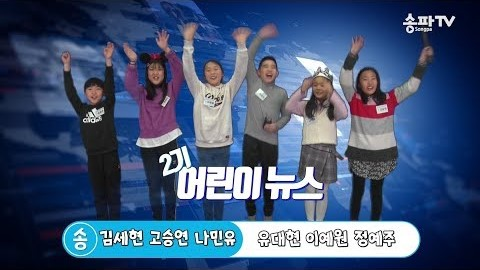 송파TV
Songpa
2기
어린이 뉴스
송 김세현 고승연 나민유 유대현 이예원 정예주
adidas